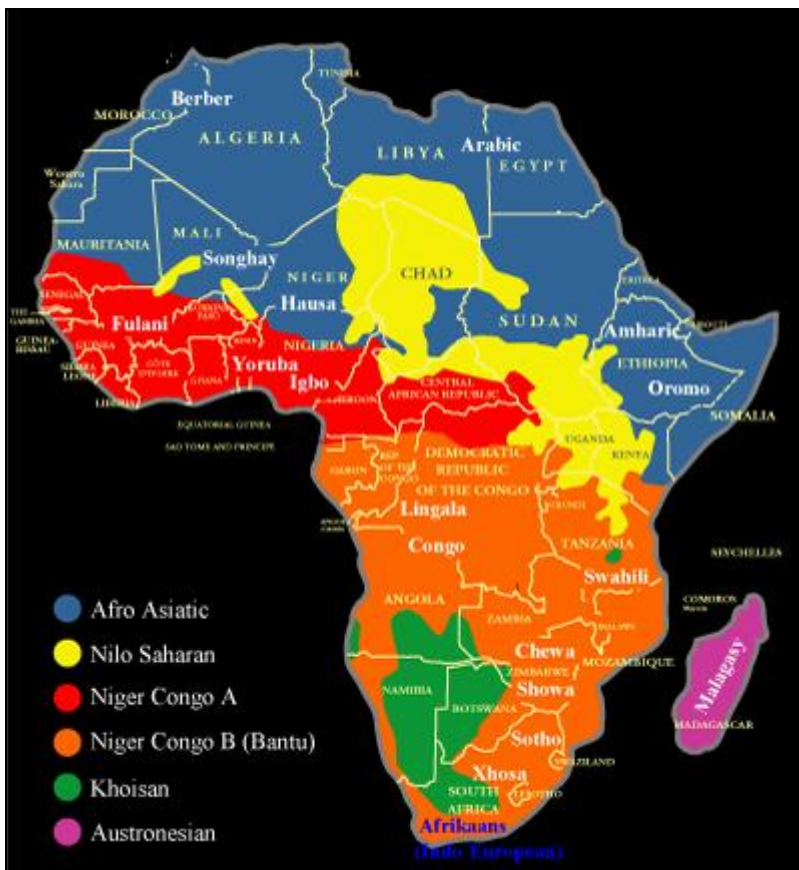 TUNISIA
Berber
MOROCCO
ALGERIA
LIBYA
Arabic
EGYPT
Western
Sahara
MAURITANIA
MALI
Songhay
NIGER
CHAD
Hausa
SUDAN
ERITREA
SENEGAL
THE
GAMBIA
GUINEA-
BISSAU
GUINEA
Fulani
BURKINA
FASO
BENIN
NIGERIA
Amharic
ETHIOPIA
SIERRA
LEONE
LIBERIA
CÔTE
D'IVOIRE
GHANA
Yoruba
Igbo
CAMEROON
CENTRAL
AFRICAN REPUBLIC
Oromo
SOMALIA
EQUATORIAL GUINEA
SAO TOME AND PRINCIPE
UGANDA
KENYA
GABON
REP
OF THE
CONGO
DEMOCRATIC
REPUBLIC
OF THE CONGO
Lingala
Congo
TANZANIA
SEYCHELLES
Swahili
COMOROS
ANGOLA
ZAMBIA
Chewa
MOZAMBIQUE
ZIMBABWE
Showa
NAMIBIA
BOTSWANA
Malagasy
MADAGASCAR
Sotho
SWAZILAND
Xhosa
SOUTH
AFRICA
LESOTHO
Afrikaans
(Indo European)
Afro Asiatic
Nilo Saharan
Niger Congo A
Niger Congo B (Bantu)
Khoisan
Austronesian